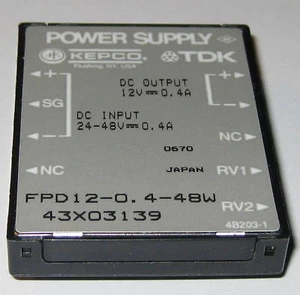 POWER SUPPLY
KEPCO TDK
Flushing, NY. USA
DC OUTPUT
12V 0.4A
+ +
SG
DC INPUT
24-48V 0.4A
- -
NC
0670
NC
JAPAN
RV1
FPD12-0.4-48W
RV2
43X03139
4B203-1